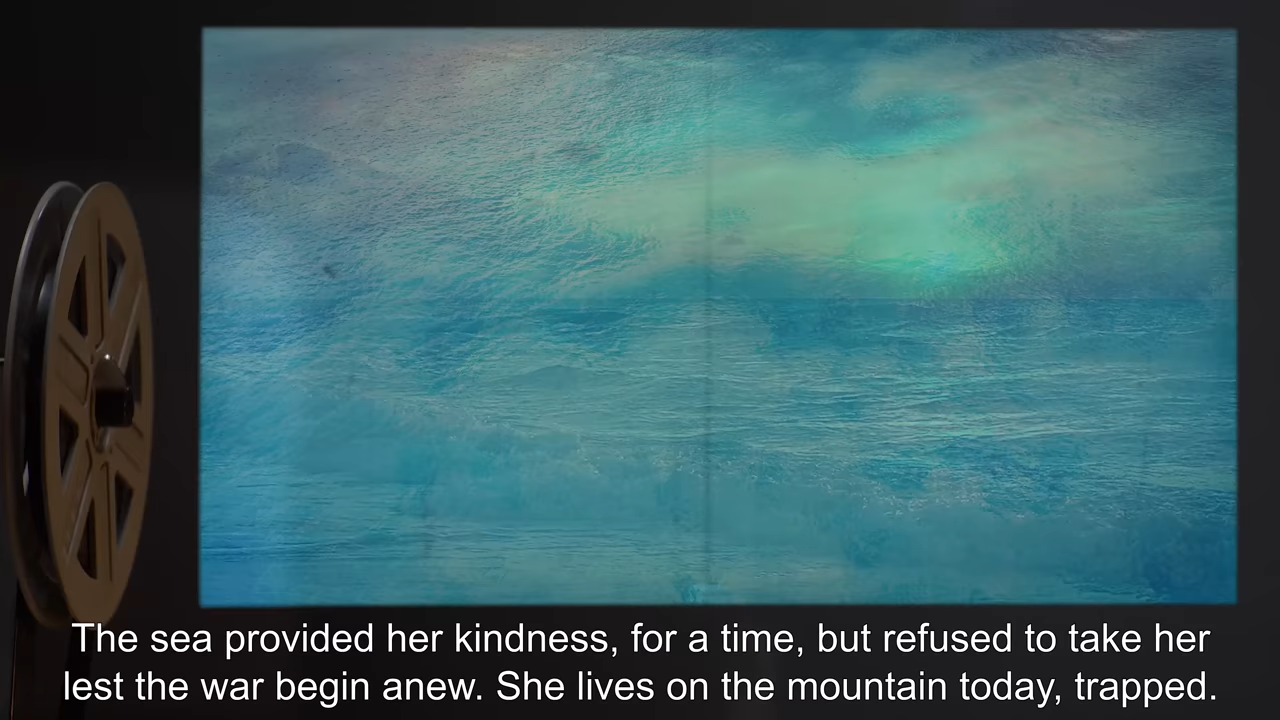 The sea provided her kindness, for a time, but refused to take her
lest the war begin anew. She lives on the mountain today, trapped.